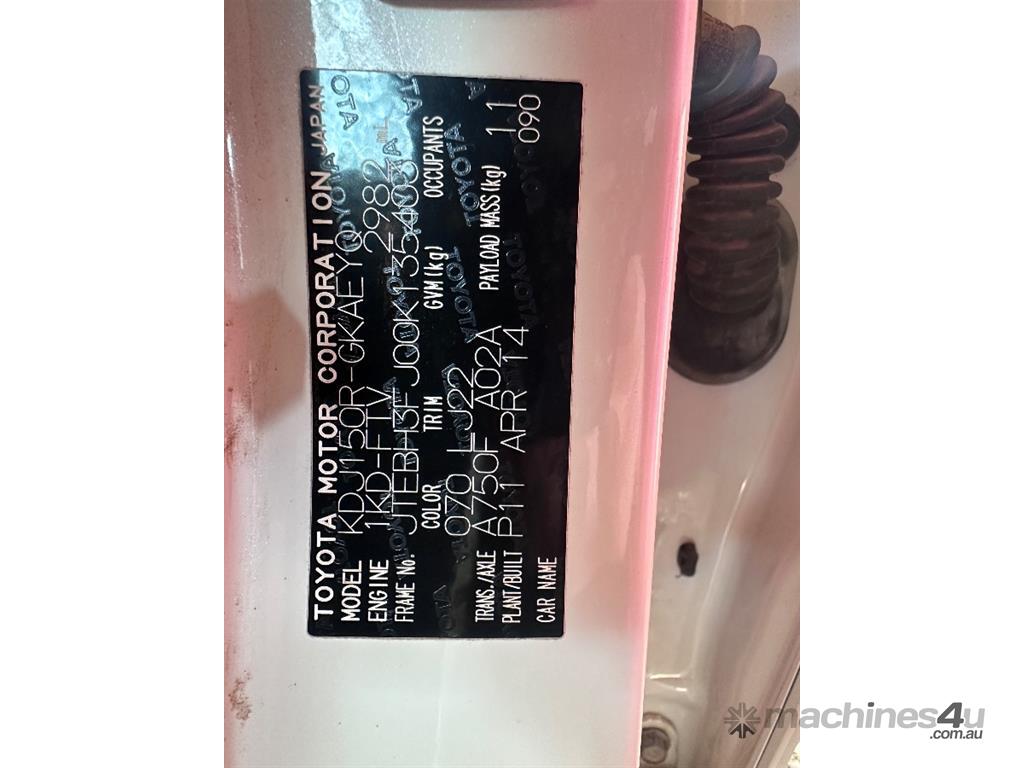 TOYOTA MOTOR CORPORATION JAPAN
MODEL KDJ150R-GKAEYQ
ENGINE 1KD-FTV 2982 mL
FRAME No. JTEBH3FJ00K135403
COLOR TRIM GVM(kg) OCCUPANTS
070 LJ22
TRANS./AXLE A750F A02A PAYLOAD MASS(kg)
PLANT/BUILT P11 APR 14 11
CAR NAME 090
machines4u
.com.au